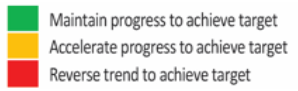 Maintain progress to achieve target
Accelerate progress to achieve target
Reverse trend to achieve target